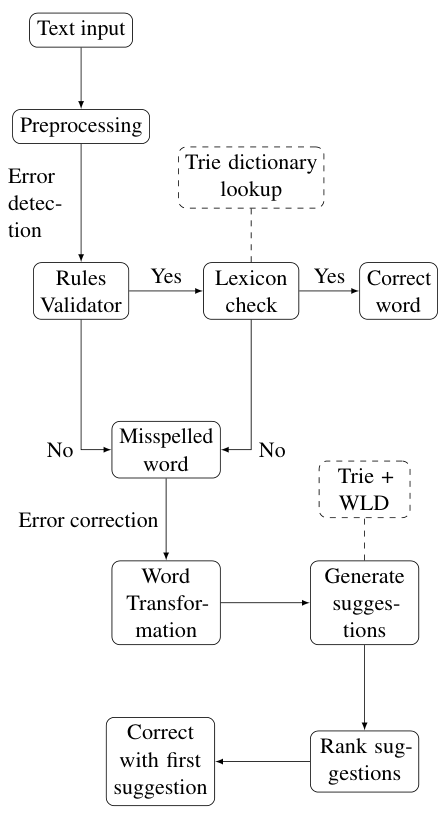 Text input
Preprocessing
Error
detec-
tion
Trie dictionary
lookup
Rules
Validator
Yes
Lexicon
check
Yes
Correct
word
No
Misspelled
word
No
Error correction
Trie +
WLD
Word
Transfor-
mation
Generate
sugges-
tions
Correct
with first
suggestion
Rank sug-
gestions